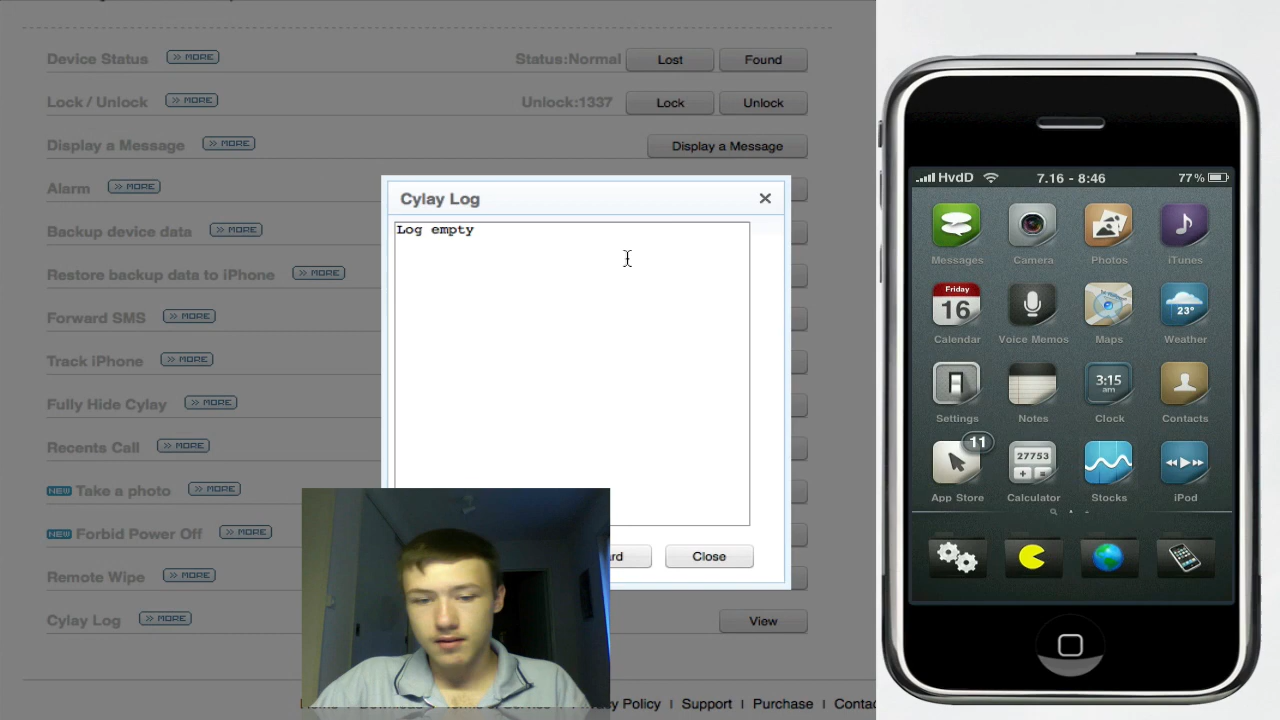 Device Status >> MORE Status:Normal Lost Found
Lock / Unlock >> MORE Unlock:1337 Lock Unlock
Display a Message >> MORE Display a Message
Alarm >> MORE
Backup device data >> MORE
Restore backup data to iPhone >> MORE
Forward SMS >> MORE
Track iPhone >> MORE
Fully Hide Cylay >> MORE
Recents Call >> MORE
NEW Take a photo >> MORE
NEW Forbid Power Off >> MORE
Remote Wipe >> MORE
Cylay Log >> MORE View
Policy | Support | Purchase |
Cylay Log
Log empty
Close
HvdD 7.16 - 8:46 77%
Messages Camera Photos iTunes
Friday
16 23°
Calendar Voice Memos Maps Weather
3:15
am
Settings Notes Clock Contacts
11
27753
+ =
App Store Calculator Stocks iPod